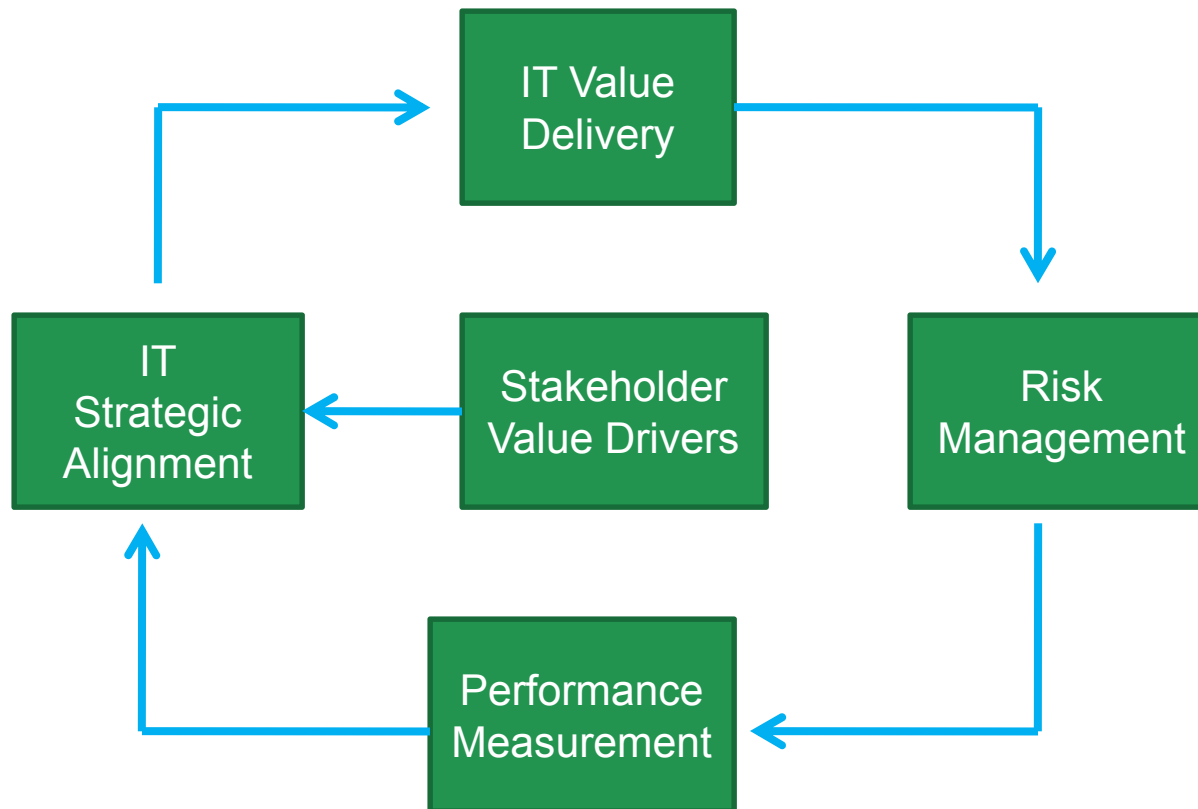 IT Value
Delivery
IT
Strategic
Alignment
Stakeholder
Value Drivers
Risk
Management
Performance
Measurement